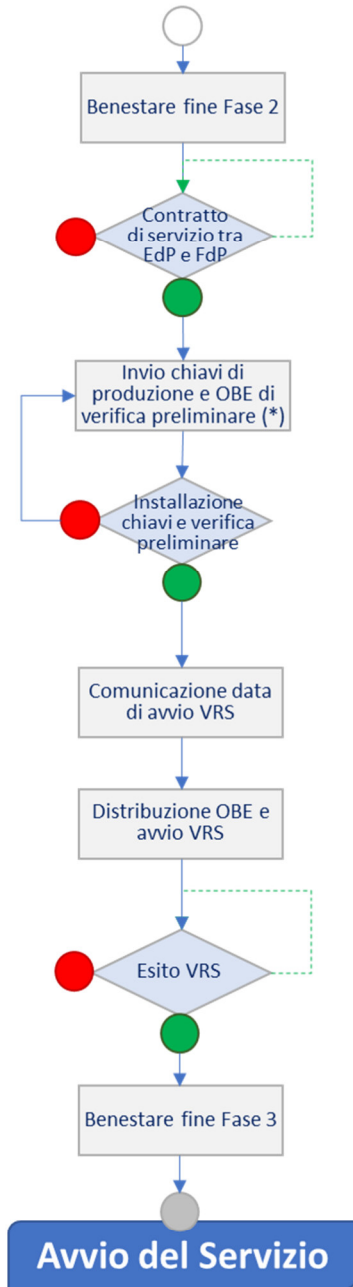 Benestare fine Fase 2
Contratto
di servizio tra
EdP e FdP
Invio chiavi di
produzione e OBE di
verifica preliminare (*)
Installazione
chiavi e verifica
preliminare
Comunicazione data
di avvio VRS
Distribuzione OBE e
avvio VRS
Esito VRS
Benestare fine Fase 3
Avvio del Servizio